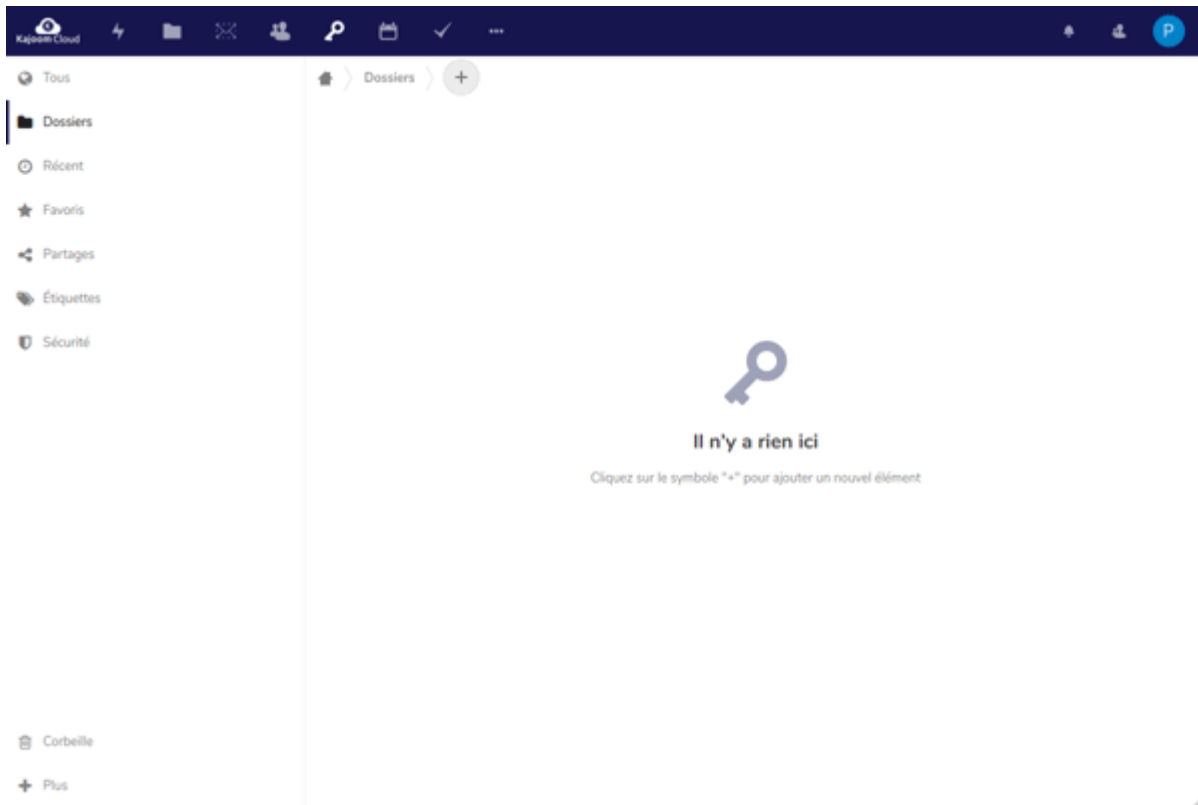 Kajoom Cloud
P
Tous
Dossiers
Dossiers
Récent
Favoris
Partages
Étiquettes
Sécurité
Il n'y a rien ici
Cliquez sur le symbole "+" pour ajouter un nouvel élément
Corbeille
Plus